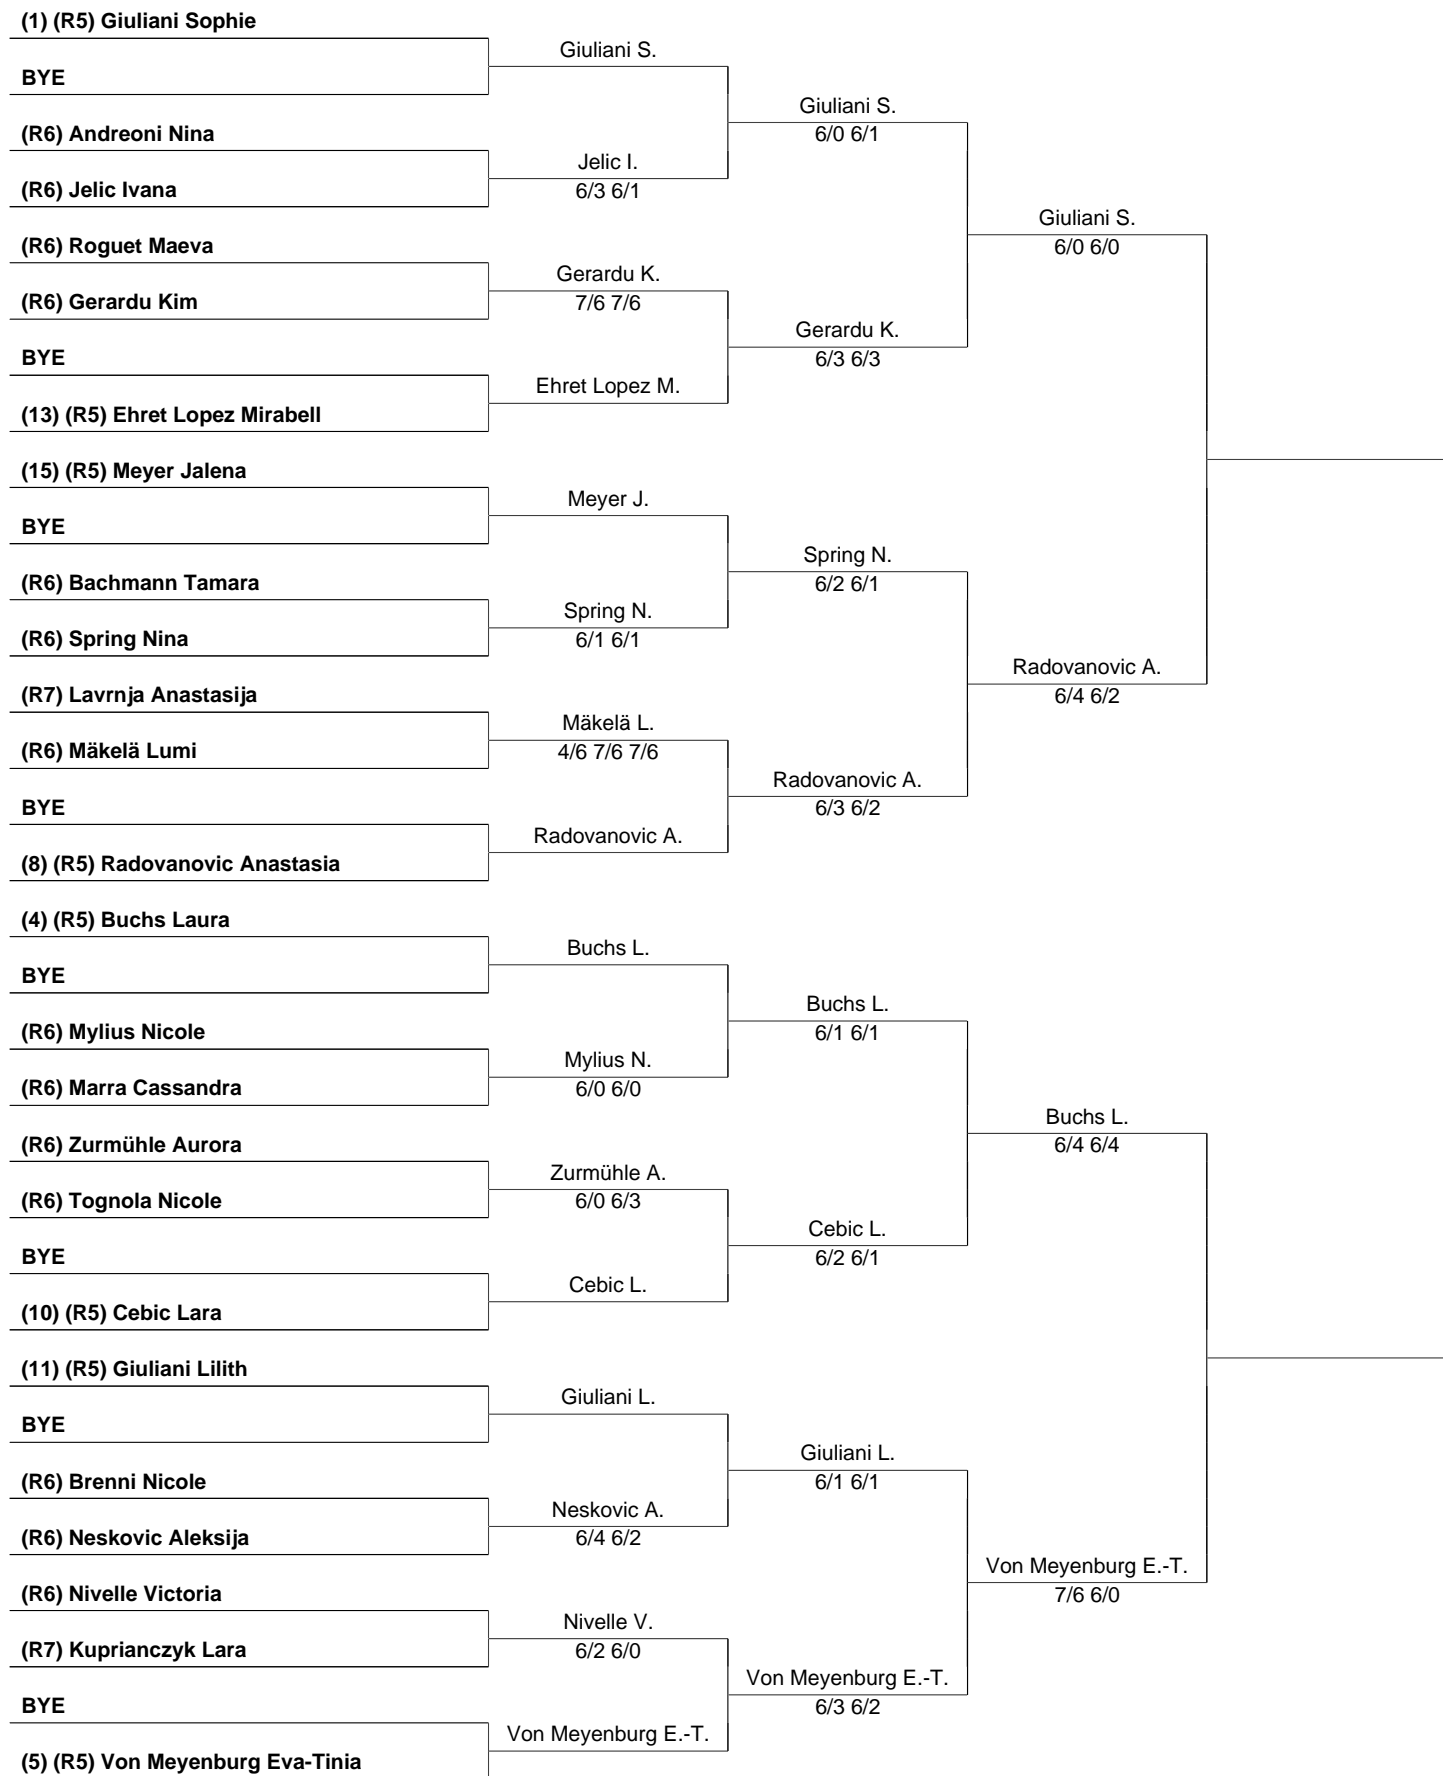 (1) (R5) Giuliani Sophie
Giuliani S.
BYE
Giuliani S.
6/0 6/1
(R6) Andreoni Nina
Jelic I.
6/3 6/1
(R6) Jelic Ivana
Giuliani S.
6/0 6/0
(R6) Roguet Maeva
Gerardu K.
7/6 7/6
(R6) Gerardu Kim
Gerardu K.
6/3 6/3
BYE
Ehret Lopez M.
(13) (R5) Ehret Lopez Mirabell
(15) (R5) Meyer Jalena
Meyer J.
BYE
Spring N.
6/2 6/1
(R6) Bachmann Tamara
Spring N.
6/1 6/1
(R6) Spring Nina
Radovanovic A.
6/4 6/2
(R7) Lavrnja Anastasija
Mäkelä L.
4/6 7/6 7/6
(R6) Mäkelä Lumi
Radovanovic A.
6/3 6/2
BYE
Radovanovic A.
(8) (R5) Radovanovic Anastasia
(4) (R5) Buchs Laura
Buchs L.
BYE
Buchs L.
6/1 6/1
(R6) Mylius Nicole
Mylius N.
6/0 6/0
(R6) Marra Cassandra
Buchs L.
6/4 6/4
(R6) Zurmühle Aurora
Zurmühle A.
6/0 6/3
(R6) Tognola Nicole
Cebic L.
6/2 6/1
BYE
Cebic L.
(10) (R5) Cebic Lara
(11) (R5) Giuliani Lilith
Giuliani L.
BYE
Giuliani L.
6/1 6/1
(R6) Brenni Nicole
Neskovic A.
6/4 6/2
(R6) Neskovic Aleksija
Von Meyenburg E.-T.
7/6 6/0
(R6) Nivelle Victoria
Nivelle V.
6/2 6/0
(R7) Kuprianczyk Lara
Von Meyenburg E.-T.
6/3 6/2
BYE
Von Meyenburg E.-T.
(5) (R5) Von Meyenburg Eva-Tinia